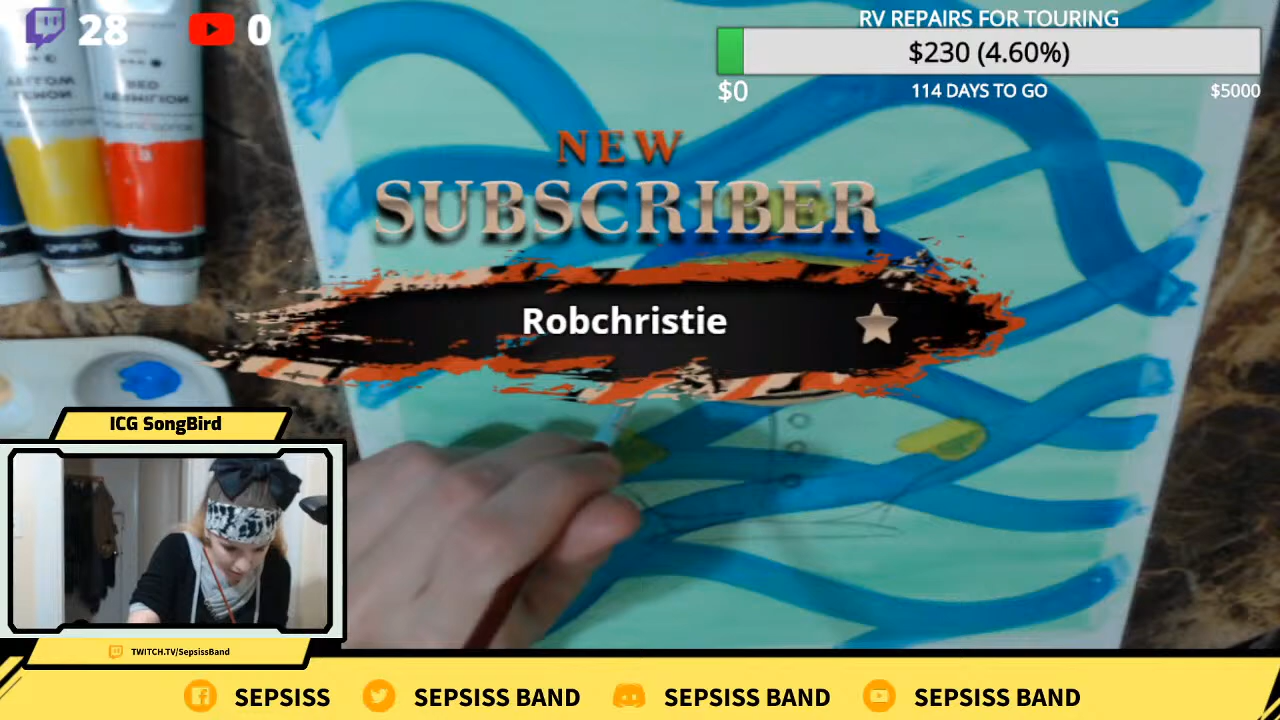 28
0
RV REPAIRS FOR TOURING
$230 (4.60%)
$0
114 DAYS TO GO
$5000
NEW
SUBSCRIBER
Robchristie
ICG SongBird
TWITCH.TV/SepsissBand
SEPSISS
SEPSISS BAND
SEPSISS BAND
SEPSISS BAND